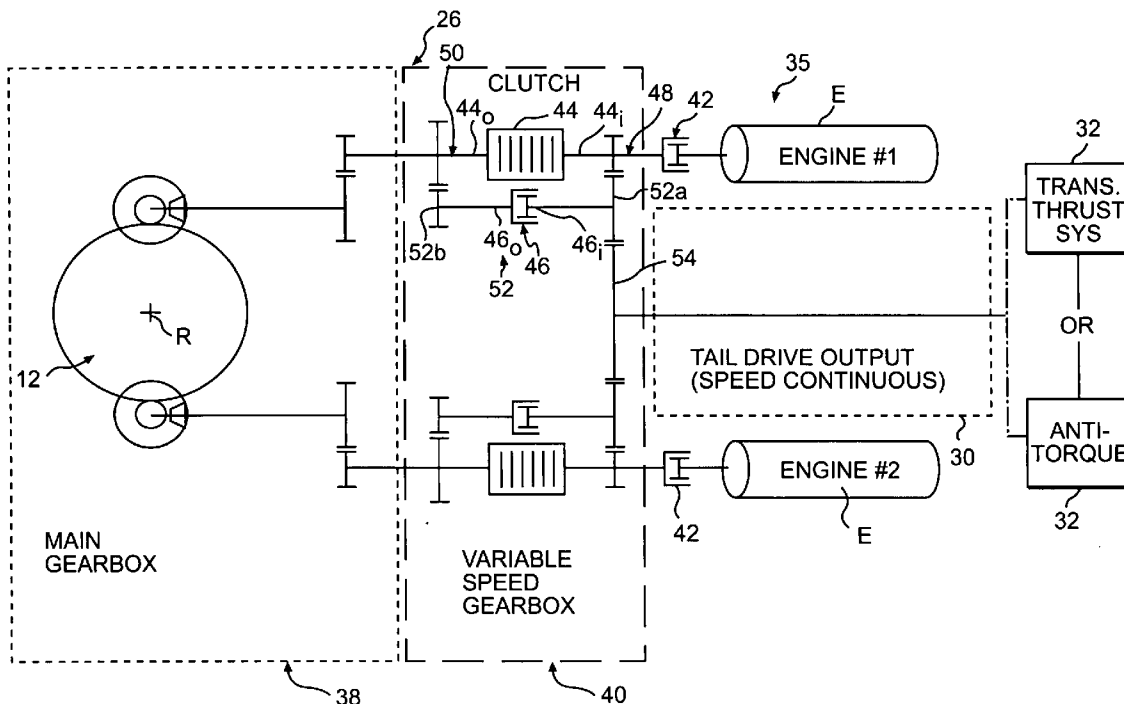 26
50
CLUTCH
35
44o
44
44i
48
42
E
32
ENGINE #1
TRANS.
THRUST
SYS
52a
52b
46o
46
46i
52
54
OR
R
12
TAIL DRIVE OUTPUT
(SPEED CONTINUOUS)
ANTI-
TORQUE
30
ENGINE #2
32
42
E
MAIN
GEARBOX
VARIABLE
SPEED
GEARBOX
38
40